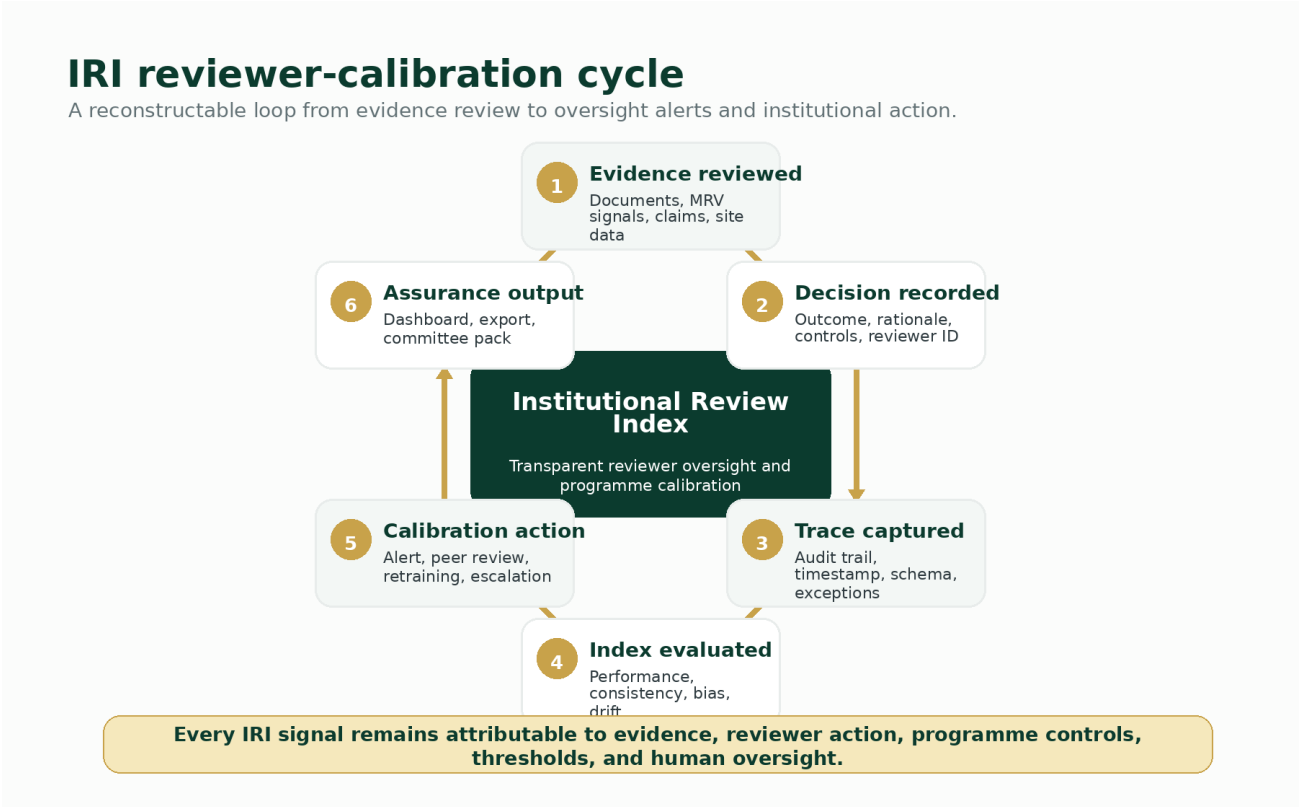 IRI reviewer-calibration cycle
A reconstructable loop from evidence review to oversight alerts and institutional action.
1
Evidence reviewed
Documents, MRV
signals, claims, site
data
6
Assurance output
Dashboard, export,
committee pack
2
Decision recorded
Outcome, rationale,
controls, reviewer ID
Institutional Review
Index
Transparent reviewer oversight and
programme calibration
5
Calibration action
Alert, peer review,
retraining, escalation
3
Trace captured
Audit trail,
timestamp, schema,
exceptions
4
Index evaluated
Performance,
consistency, bias,
drift
Every IRI signal remains attributable to evidence, reviewer action, programme controls,
thresholds, and human oversight.